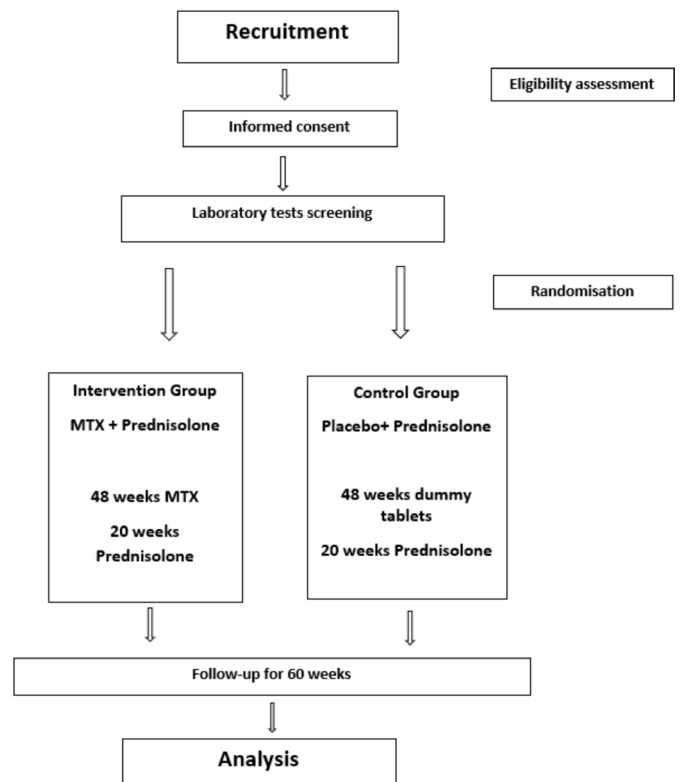 Recruitment
Eligibility assessment
Informed consent
Laboratory tests screening
Randomisation
Intervention Group
MTX + Prednisolone
48 weeks MTX
20 weeks
Prednisolone
Control Group
Placebo+ Prednisolone
48 weeks dummy
tablets
20 weeks Prednisolone
Follow-up for 60 weeks
Analysis